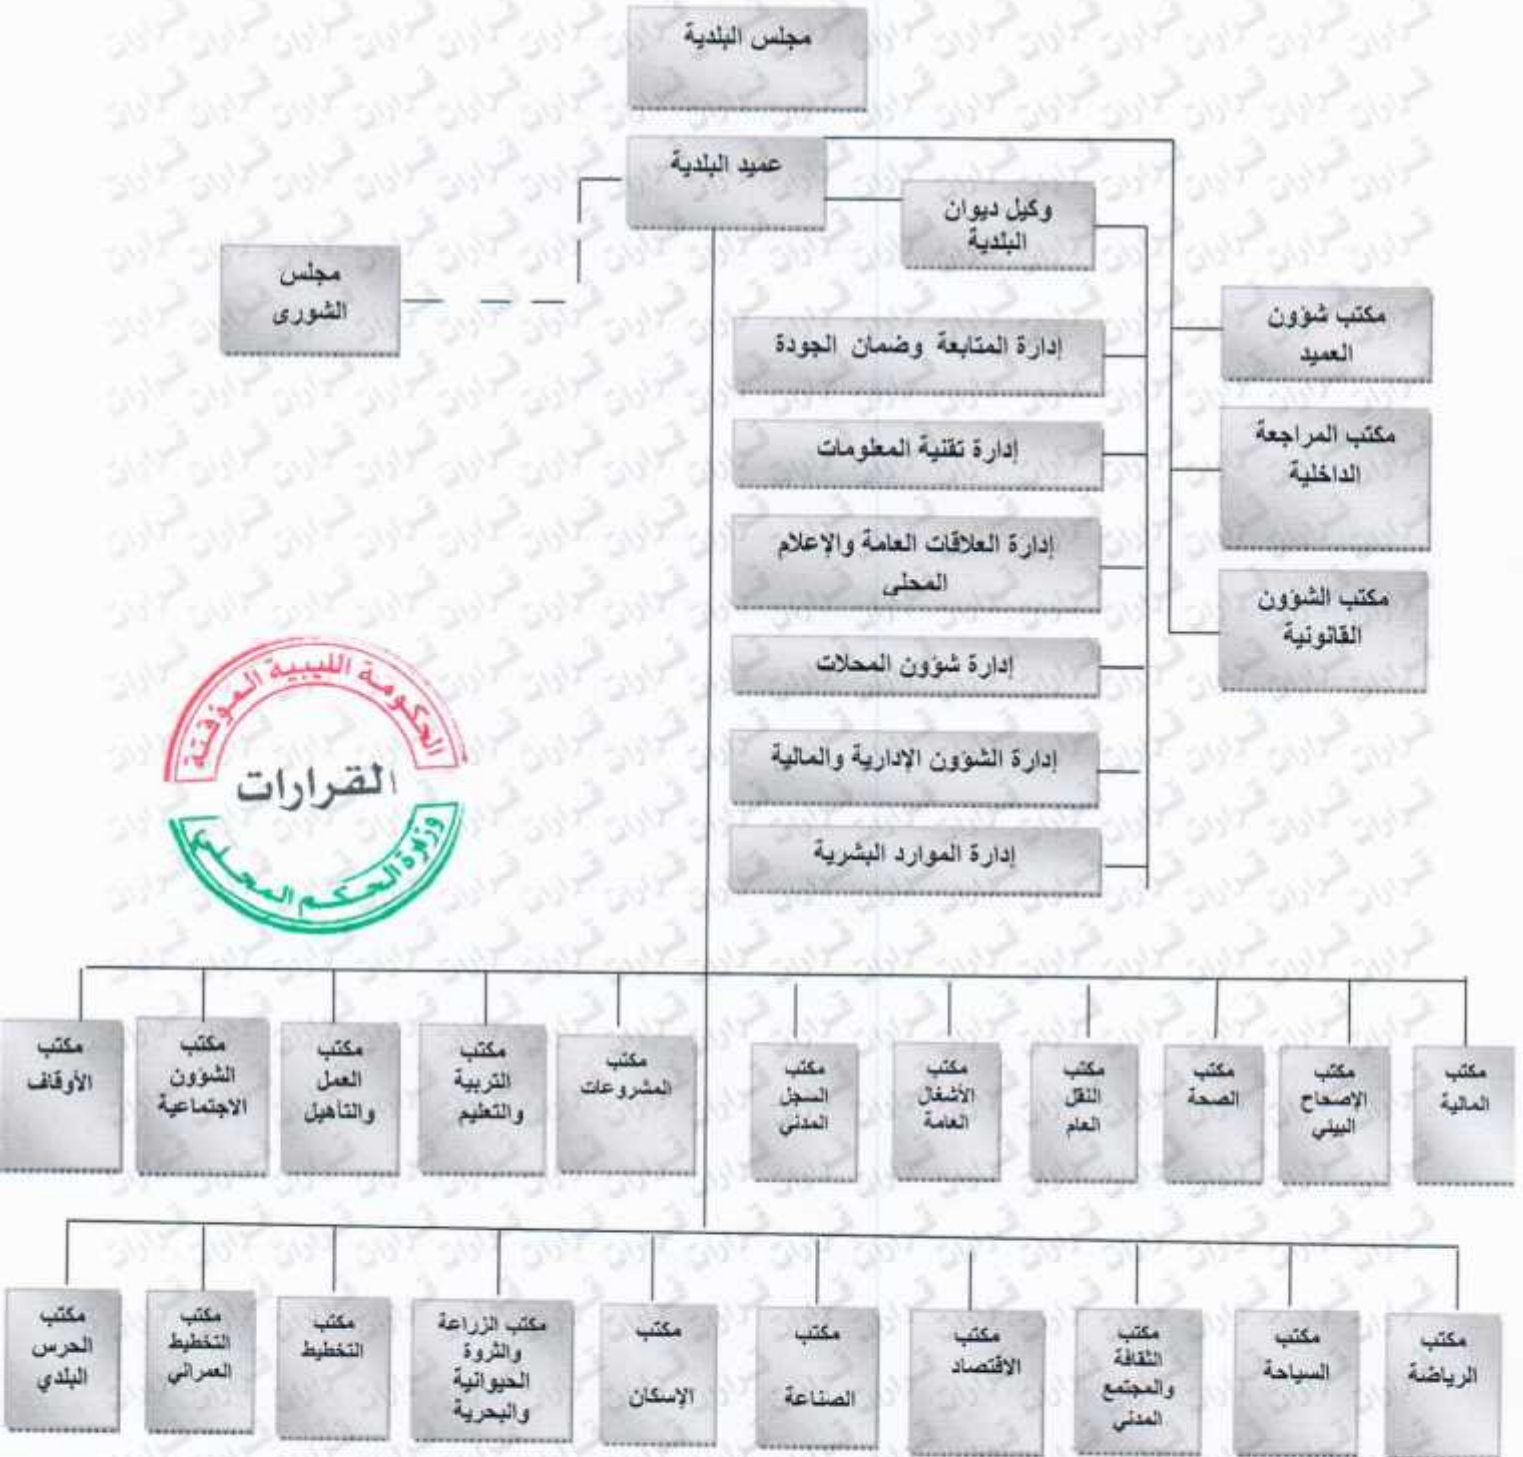 مجلس البلدية
عميد البلدية
وكيل ديوان
البلدية
مجلس
الشورى
مكتب شؤون
العميد
مكتب المراجعة
الداخلية
مكتب الشؤون
القانونية
إدارة المتابعة وضمان الجودة
إدارة تقنية المعلومات
إدارة العلاقات العامة والإعلام
المحلى
إدارة شؤون المحلات
إدارة الشؤون الإدارية والمالية
إدارة الموارد البشرية
الحكومة الليبية المؤقتة
القرارات
وزارة الحكم المحلي
مكتب
المالية
مكتب
الإصحاح
البيئي
مكتب
الصحة
مكتب
النقل
العام
مكتب
الأشغال
العامة
مكتب
السجل
المدني
مكتب
المشروعات
مكتب
التربية
والتعليم
مكتب
العمل
والتأهيل
مكتب
الشؤون
الاجتماعية
مكتب
الأوقاف
مكتب
الرياضة
مكتب
السياحة
مكتب
الثقافة
والمجتمع
المدني
مكتب
الاقتصاد
مكتب
الصناعة
مكتب
الإسكان
مكتب الزراعة
والثروة
الحيوانية
والبحرية
مكتب
التخطيط
مكتب
التخطيط
العمراني
مكتب
الحرس
البلدي